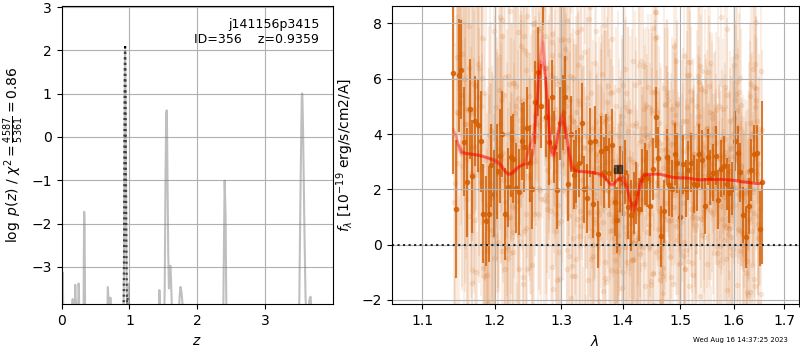 j141156p3415
ID=356 z=0.9359
log p(z) / χ² = 4587/5361 = 0.86
3
2
1
0
−1
−2
−3
0 1 2 3
z
f_λ [10⁻¹⁹ erg/s/cm2/A]
8
6
4
2
0
−2
1.1 1.2 1.3 1.4 1.5 1.6 1.7
λ
Wed Aug 16 14:37:25 2023